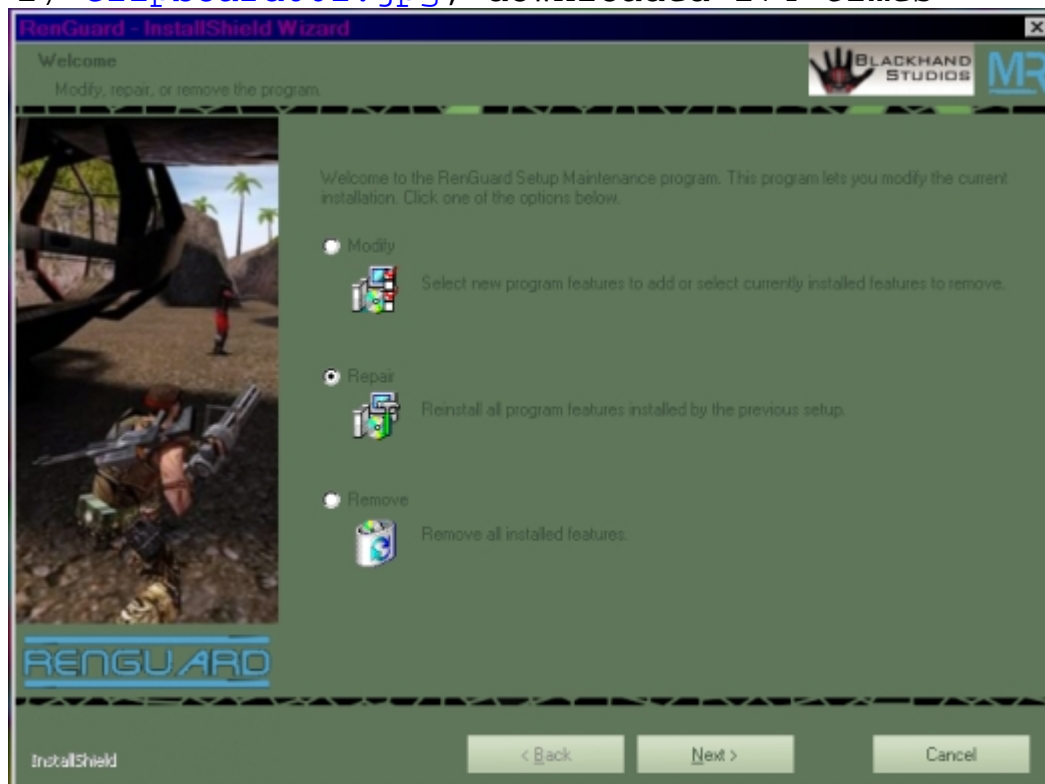 RenGuard - InstallShield Wizard
Welcome
Modify, repair, or remove the program.
BLACKHAND
STUDIOS
Welcome to the RenGuard Setup Maintenance program. This program lets you modify the current
installation. Click one of the options below.
Modify
Select new program features to add or select currently installed features to remove.
Repair
Reinstall all program features installed by the previous setup.
Remove
Remove all installed features.
RENGUARD
InstallShield
< Back
Next >
Cancel